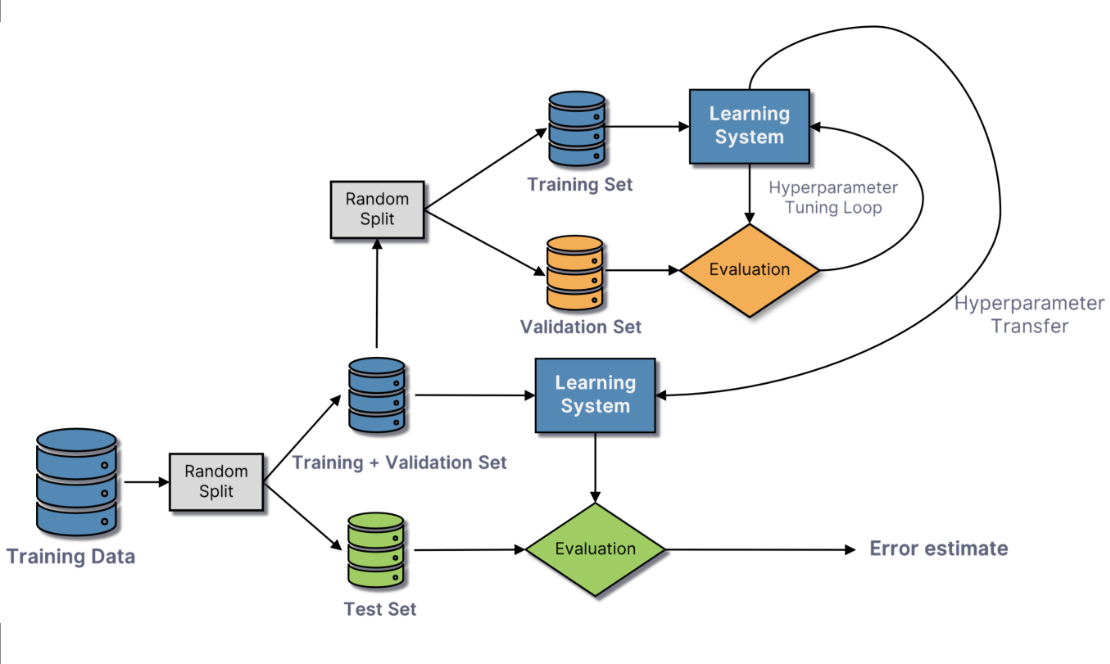 Learning
System
Training Set
Hyperparameter
Tuning Loop
Random
Split
Evaluation
Validation Set
Hyperparameter
Transfer
Learning
System
Training + Validation Set
Random
Split
Training Data
Evaluation
Error estimate
Test Set